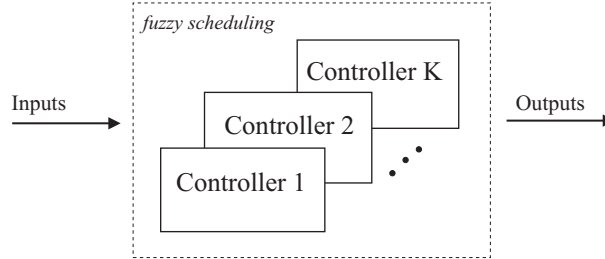 fuzzy scheduling
Controller K
Inputs
Outputs
Controller 2
Controller 1